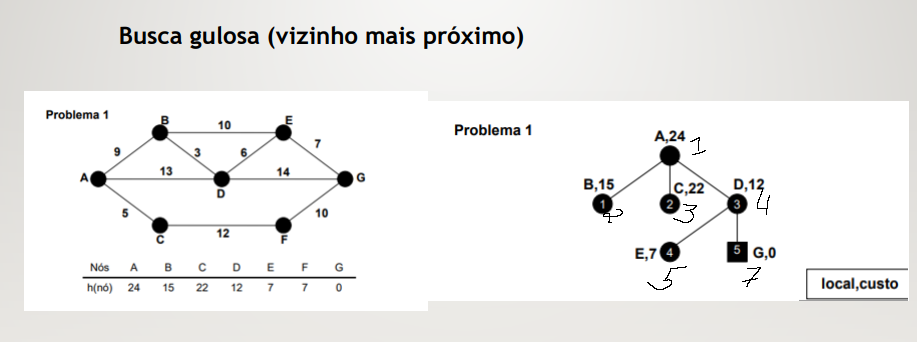 Busca gulosa (vizinho mais próximo)
Problema 1
B
10
E
9
3
6
7
A
13
14
G
D
5
10
12
C
F
Nós A B C D E F G
h(nó) 24 15 22 12 7 7 0
Problema 1
A,24 1
B,15 C,22 D,12
1 2 3 3 4
E,7 4 5 G,0
5 7
local,custo